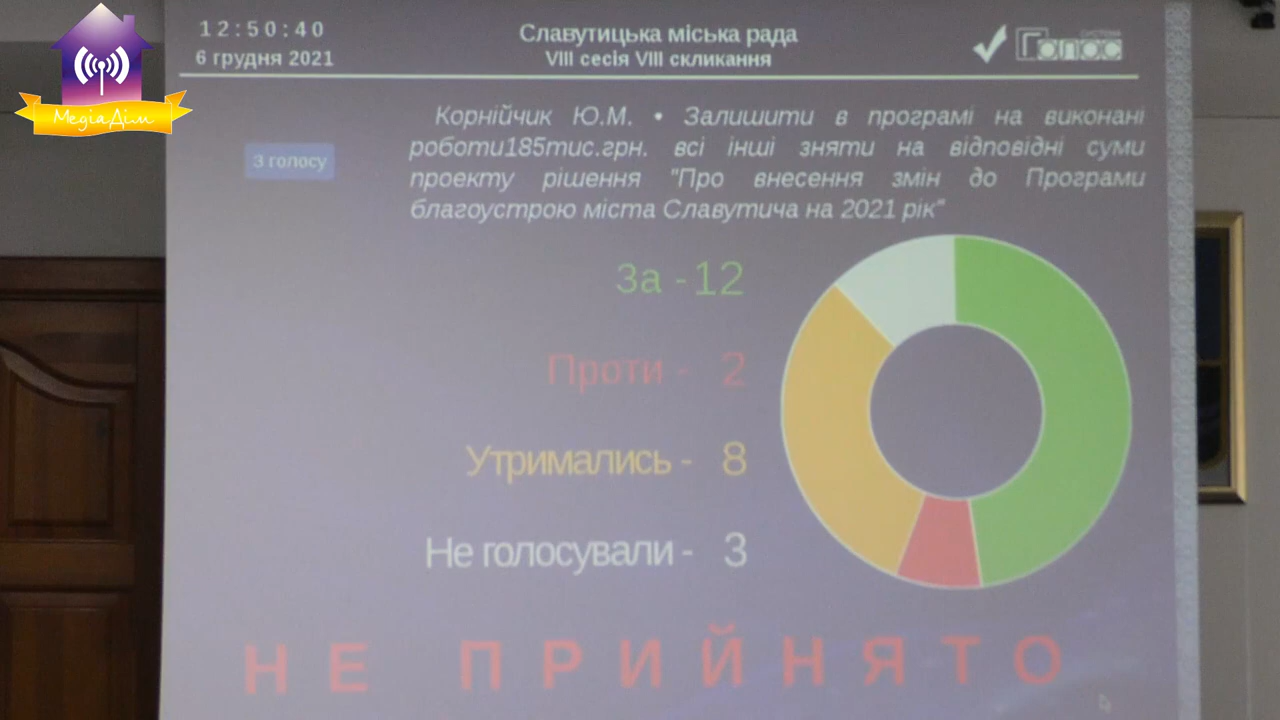 МедіаДім
12:50:40
6 грудня 2021
Славутицька міська рада
VIII сесія VIII скликання
система
Голос
З голосу
Корнійчик Ю.М. • Залишити в програмі на виконані
роботи185тис.грн. всі інші зняти на відповідні суми
проекту рішення "Про внесення змін до Програми
благоустрою міста Славутича на 2021 рік"
За - 12
Проти - 2
Утримались - 8
Не голосували - 3
НЕ ПРИЙНЯТО